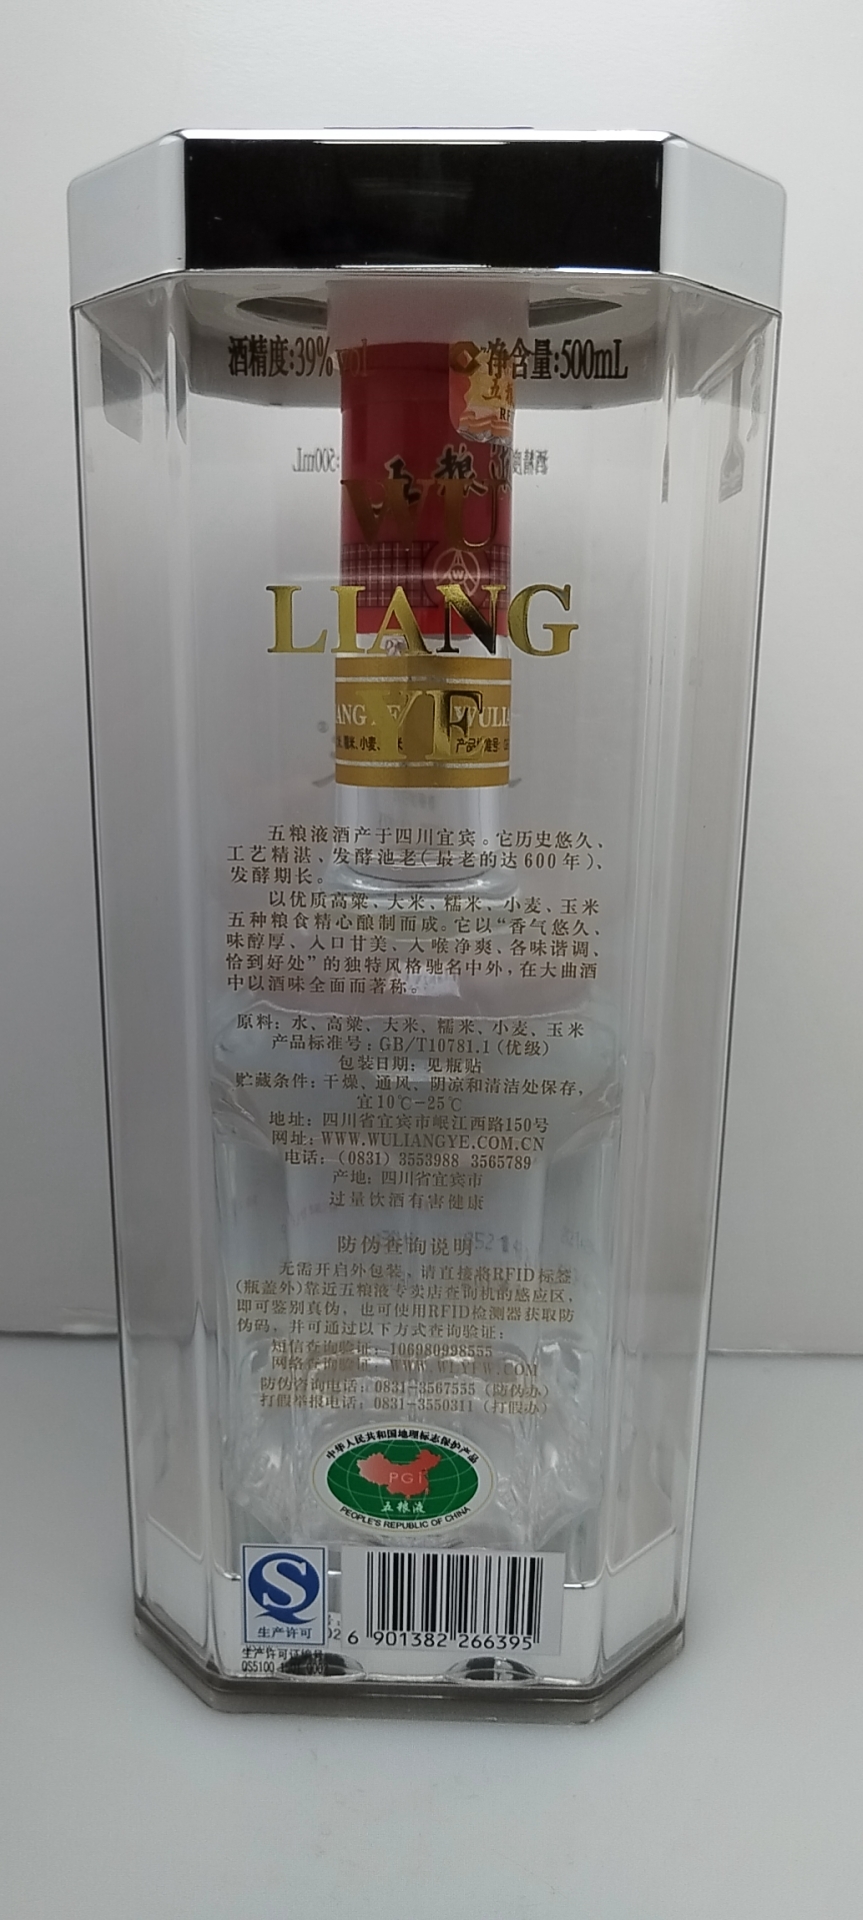 酒精度:39%vol
净含量:500mL
五粮
WU
LIANG
YE
五粮液酒产于四川宜宾。它历史悠久、
工艺精湛、发酵池老(最老的达600年)、
发酵期长。
以优质高粱、大米、糯米、小麦、玉米
五种粮食精心酿制而成。它以“香气悠久、
味醇厚、入口甘美、入喉净爽、各味谐调、
恰到好处”的独特风格驰名中外,在大曲酒
中以酒味全面而著称。
原料: 水、高粱、大米、糯米、小麦、玉米
产品标准号: GB/T10781.1 (优级)
包装日期: 见瓶贴
贮藏条件: 干燥、通风、阴凉和清洁处保存,
宜10℃-25℃
地址: 四川省宜宾市岷江西路150号
网址: WWW.WULIANGYE.COM.CN
电话: (0831) 3553988 3565789
产地: 四川省宜宾市
过量饮酒有害健康
防伪查询说明
无需开启外包装, 请直接将RFID标签
(瓶盖外)靠近五粮液专卖店查询机的感应区,
即可鉴别真伪, 也可使用RFID检测器获取防
伪码, 并可通过以下方式查询验证:
短信查询验证: 106980998555
网络查询验证: WWW.WLYFW.COM
防伪咨询电话: 0831-3567555 (防伪办)
打假举报电话: 0831-3550311 (打假办)
中华人民共和国地理标志保护产品
PGI
五粮液
PEOPLE'S REPUBLIC OF CHINA
生产许可
6 901382 266395
生产许可证编号
QS5100